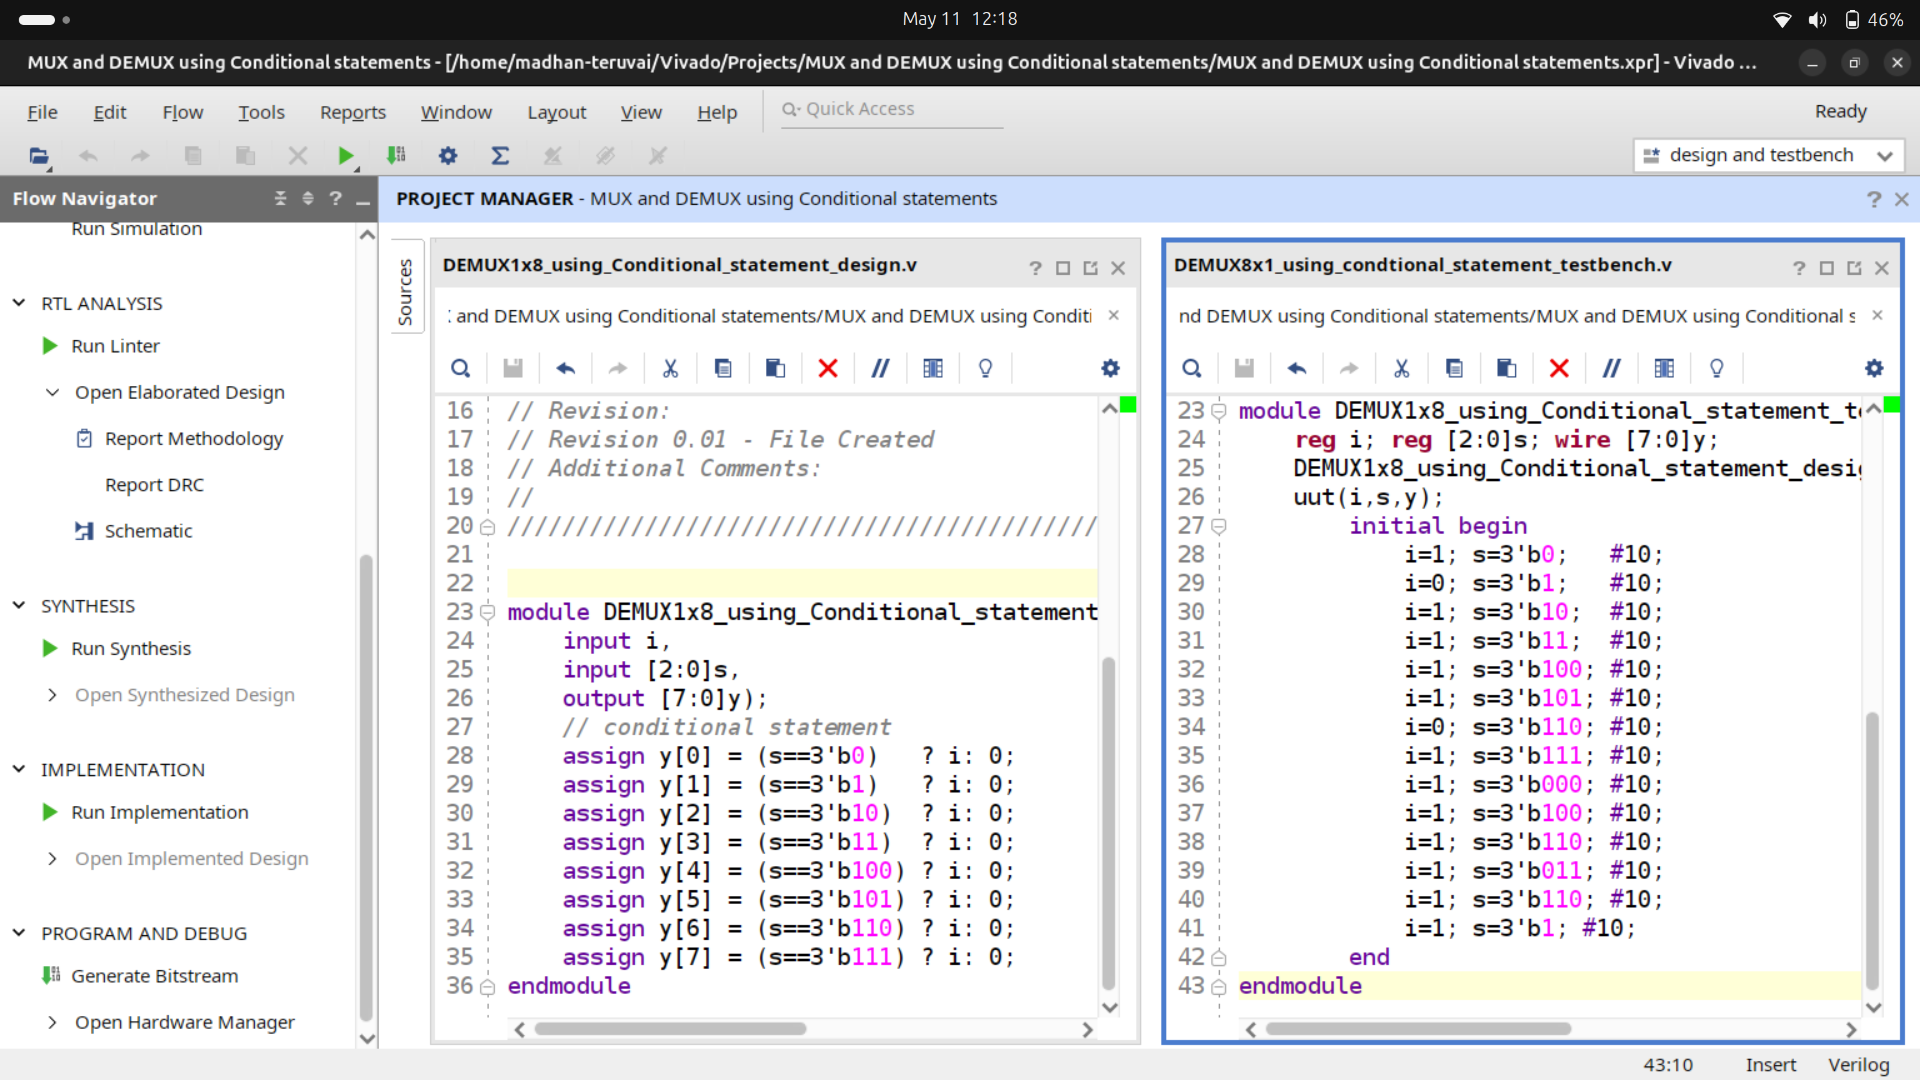 May 11 12:18
46%
MUX and DEMUX using Conditional statements - [/home/madhan-teruvai/Vivado/Projects/MUX and DEMUX using Conditional statements/MUX and DEMUX using Conditional statements.xpr] - Vivado ...
File Edit Flow Tools Reports Window Layout View Help Quick Access Ready
design and testbench
Flow Navigator
PROJECT MANAGER - MUX and DEMUX using Conditional statements
Run Simulation
RTL ANALYSIS
Run Linter
Open Elaborated Design
Report Methodology
Report DRC
Schematic
SYNTHESIS
Run Synthesis
Open Synthesized Design
IMPLEMENTATION
Run Implementation
Open Implemented Design
PROGRAM AND DEBUG
Generate Bitstream
Open Hardware Manager
Sources
DEMUX1x8_using_Conditional_statement_design.v
and DEMUX using Conditional statements/MUX and DEMUX using Conditi
16 // Revision:
17 // Revision 0.01 - File Created
18 // Additional Comments:
19 //
20 ///////////////////////////////////////////
21
22
23 module DEMUX1x8_using_Conditional_statement
24 input i,
25 input [2:0]s,
26 output [7:0]y);
27 // conditional statement
28 assign y[0] = (s==3'b0) ? i: 0;
29 assign y[1] = (s==3'b1) ? i: 0;
30 assign y[2] = (s==3'b10) ? i: 0;
31 assign y[3] = (s==3'b11) ? i: 0;
32 assign y[4] = (s==3'b100) ? i: 0;
33 assign y[5] = (s==3'b101) ? i: 0;
34 assign y[6] = (s==3'b110) ? i: 0;
35 assign y[7] = (s==3'b111) ? i: 0;
36 endmodule
DEMUX8x1_using_condtional_statement_testbench.v
nd DEMUX using Conditional statements/MUX and DEMUX using Conditional s
23 module DEMUX1x8_using_Conditional_statement_te
24 reg i; reg [2:0]s; wire [7:0]y;
25 DEMUX1x8_using_Conditional_statement_desi
26 uut(i,s,y);
27 initial begin
28 i=1; s=3'b0; #10;
29 i=0; s=3'b1; #10;
30 i=1; s=3'b10; #10;
31 i=1; s=3'b11; #10;
32 i=1; s=3'b100; #10;
33 i=1; s=3'b101; #10;
34 i=0; s=3'b110; #10;
35 i=1; s=3'b111; #10;
36 i=1; s=3'b000; #10;
37 i=1; s=3'b100; #10;
38 i=1; s=3'b110; #10;
39 i=1; s=3'b011; #10;
40 i=1; s=3'b110; #10;
41 i=1; s=3'b1; #10;
42 end
43 endmodule
43:10 Insert Verilog